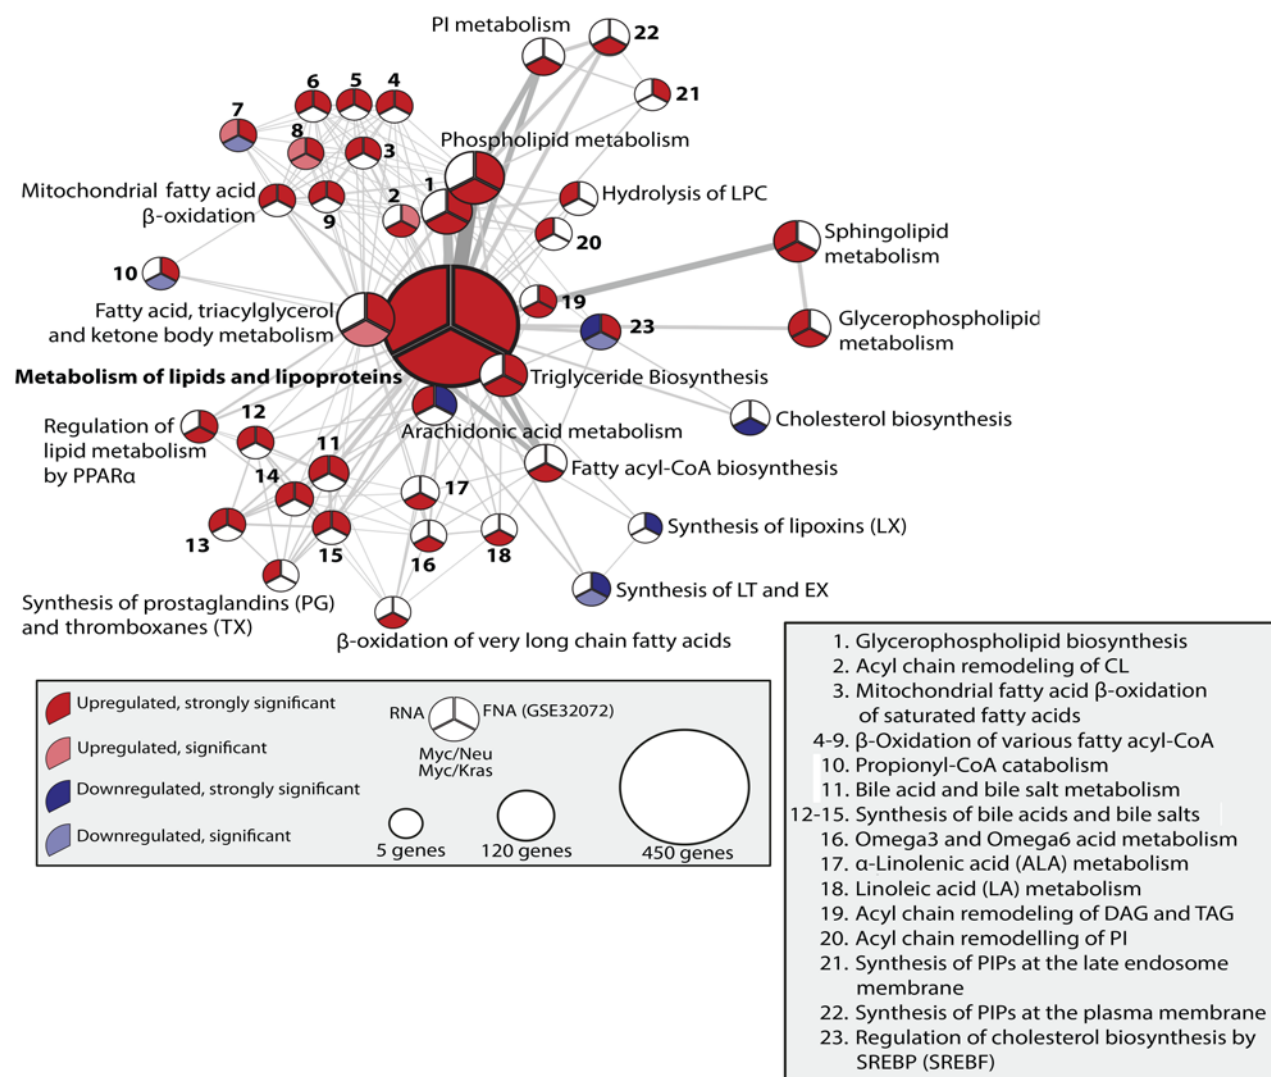 PI metabolism
22
21
6
5
4
7
8
3
Phospholipid metabolism
Mitochondrial fatty acid
β-oxidation
9
2
1
Hydrolysis of LPC
20
Sphingolipid
metabolism
10
19
23
Fatty acid, triacylglycerol
and ketone body metabolism
Glycerophospholipid
metabolism
Metabolism of lipids and lipoproteins
Triglyceride Biosynthesis
Regulation of
lipid metabolism
by PPARα
12
Arachidonic acid metabolism
Cholesterol biosynthesis
11
14
17
Fatty acyl-CoA biosynthesis
13
15
16
18
Synthesis of lipoxins (LX)
Synthesis of LT and EX
Synthesis of prostaglandins (PG)
and thromboxanes (TX)
β-oxidation of very long chain fatty acids
Upregulated, strongly significant
Upregulated, significant
Downregulated, strongly significant
Downregulated, significant
RNA
FNA (GSE32072)
Myc/Neu
Myc/Kras
5 genes
120 genes
450 genes
1. Glycerophospholipid biosynthesis
2. Acyl chain remodeling of CL
3. Mitochondrial fatty acid β-oxidation
of saturated fatty acids
4-9. β-Oxidation of various fatty acyl-CoA
10. Propionyl-CoA catabolism
11. Bile acid and bile salt metabolism
12-15. Synthesis of bile acids and bile salts
16. Omega3 and Omega6 acid metabolism
17. α-Linolenic acid (ALA) metabolism
18. Linoleic acid (LA) metabolism
19. Acyl chain remodeling of DAG and TAG
20. Acyl chain remodelling of PI
21. Synthesis of PIPs at the late endosome
membrane
22. Synthesis of PIPs at the plasma membrane
23. Regulation of cholesterol biosynthesis by
SREBP (SREBF)